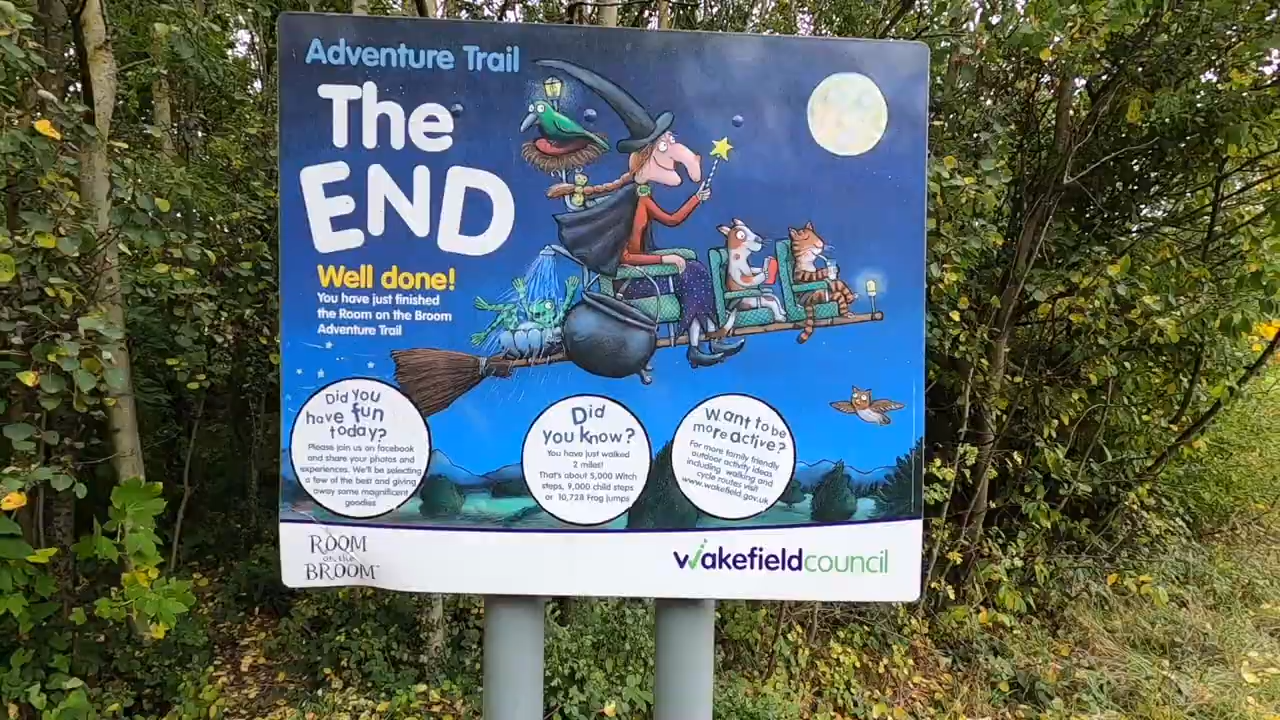 Adventure Trail
The
END
Well done!
You have just finished
the Room on the Broom
Adventure Trail
Did you
have fun
today?
Please join us on facebook
and share your photos and
experiences. We'll be selecting
a few of the best and giving
away some magnificent
goodies
Did
you know?
You have just walked
2 miles!
That's about 5,000 Witch
steps, 9,000 child steps
or 10,728 Frog jumps
Want to be
more active?
For more family friendly
outdoor activity ideas
including walking and
cycle routes visit
www.wakefield.gov.uk
ROOM
on the
BROOM™
wakefieldcouncil